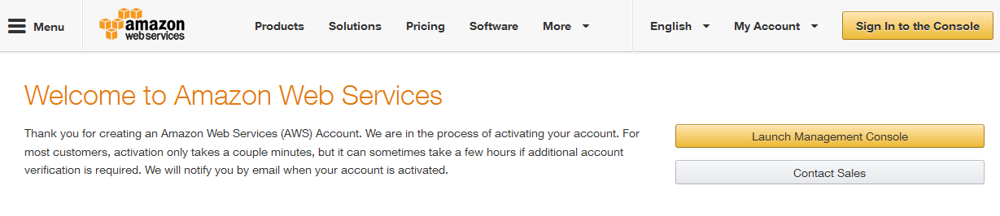 Menu
amazon
web services
Products
Solutions
Pricing
Software
More
English
My Account
Sign In to the Console
Welcome to Amazon Web Services
Thank you for creating an Amazon Web Services (AWS) Account. We are in the process of activating your account. For
most customers, activation only takes a couple minutes, but it can sometimes take a few hours if additional account
verification is required. We will notify you by email when your account is activated.
Launch Management Console
Contact Sales